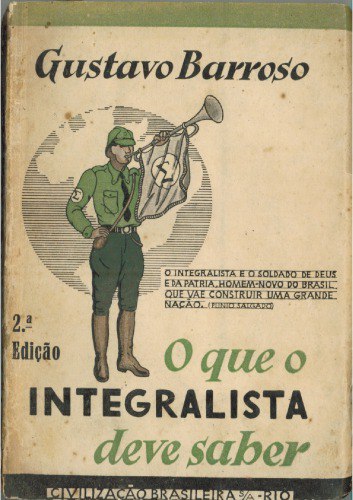 Gustavo Barroso
O INTEGRALISTA E O SOLDADO DE DEUS
E DA PATRIA, HOMEM-NOVO DO BRASIL,
QUE VAE CONSTRUIR UMA GRANDE
NAÇÃO. (PLINIO SALGADO)
2.ª
Edição
O que o
INTEGRALISTA
deve saber
CIVILIZAÇÃO BRASILEIRA S/A - RIO